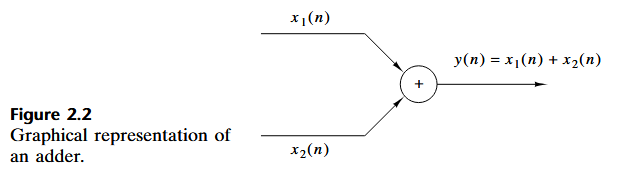 x₁(n)
y(n) = x₁(n) + x₂(n)
+
Figure 2.2
Graphical representation of
an adder.
x₂(n)